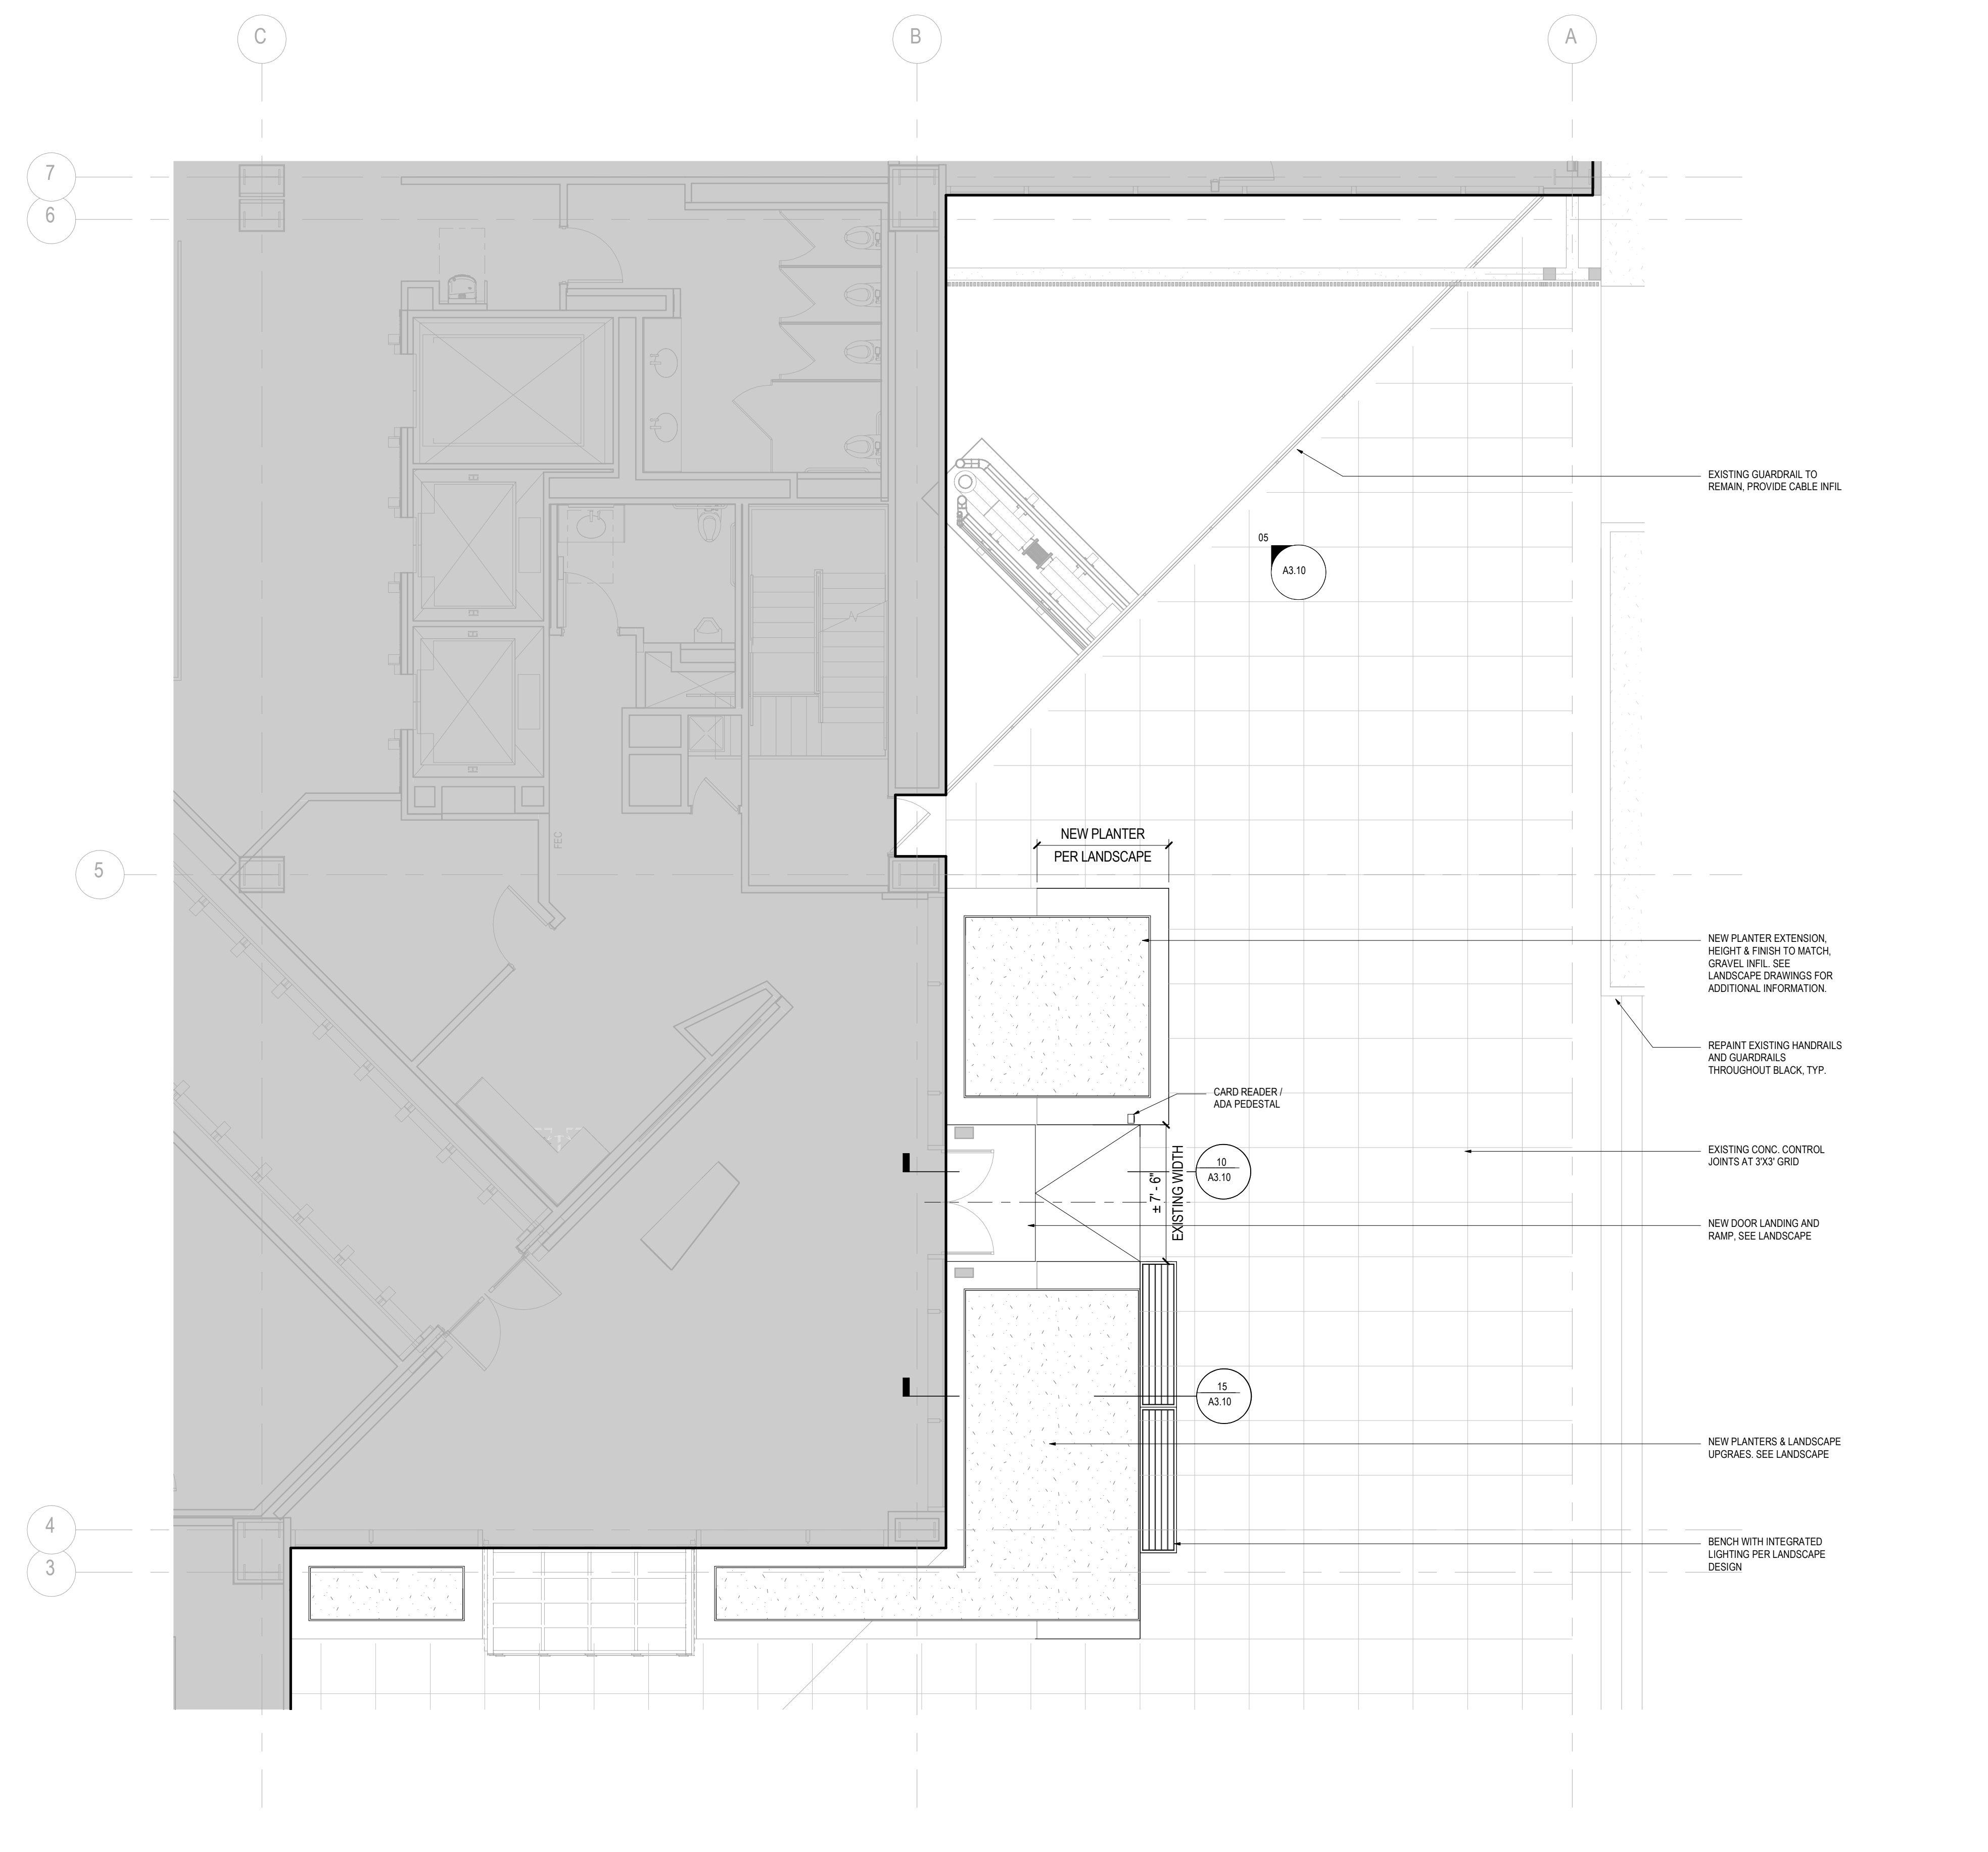 C
B
A
7
6
EXISTING GUARDRAIL TO
REMAIN, PROVIDE CABLE INFIL
05
A3.10
FEC
NEW PLANTER
PER LANDSCAPE
5
NEW PLANTER EXTENSION,
HEIGHT & FINISH TO MATCH,
GRAVEL INFIL. SEE
LANDSCAPE DRAWINGS FOR
ADDITIONAL INFORMATION.
REPAINT EXISTING HANDRAILS
AND GUARDRAILS
THROUGHOUT BLACK, TYP.
CARD READER /
ADA PEDESTAL
± 7' - 6"
EXISTING WIDTH
10
A3.10
EXISTING CONC. CONTROL
JOINTS AT 3'X3' GRID
NEW DOOR LANDING AND
RAMP, SEE LANDSCAPE
15
A3.10
NEW PLANTERS & LANDSCAPE
UPGRAES. SEE LANDSCAPE
4
3
BENCH WITH INTEGRATED
LIGHTING PER LANDSCAPE
DESIGN